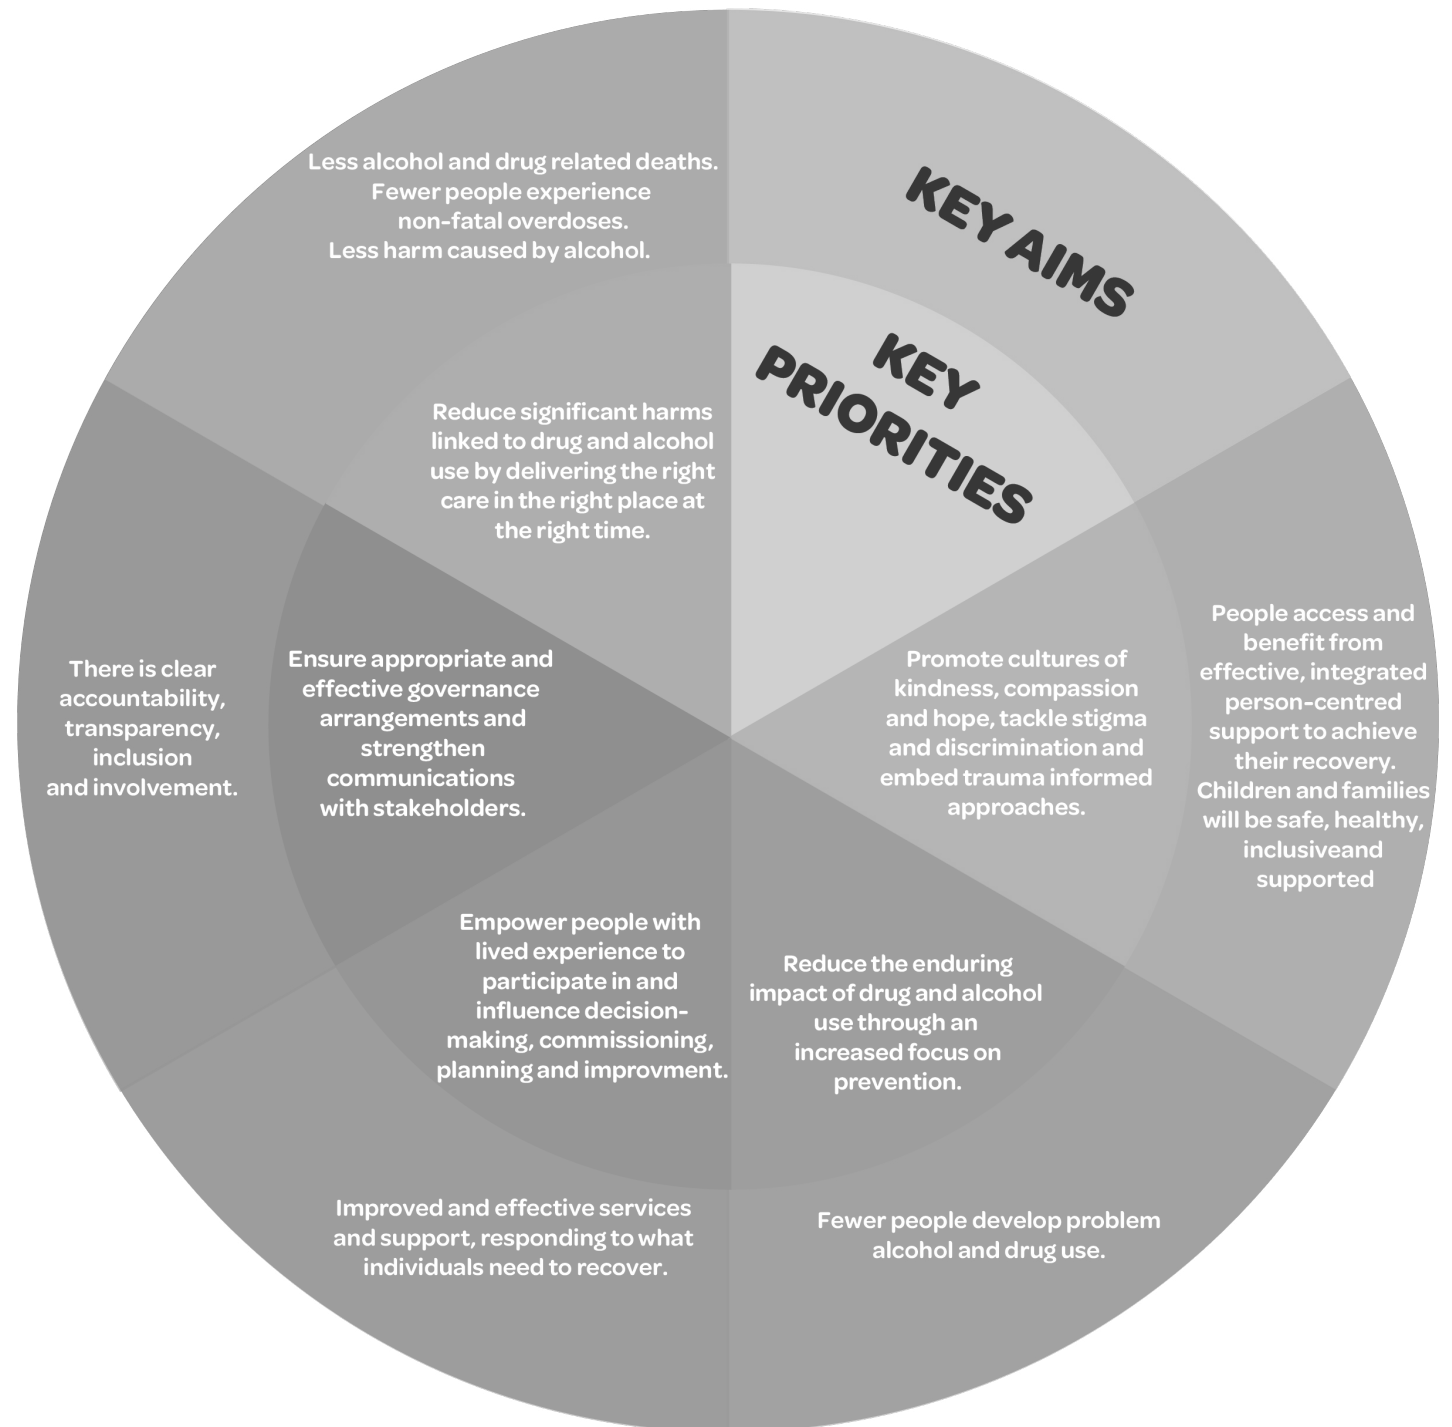 KEY AIMS
KEY
PRIORITIES
Less alcohol and drug related deaths.
Fewer people experience
non-fatal overdoses.
Less harm caused by alcohol.
Reduce significant harms
linked to drug and alcohol
use by delivering the right
care in the right place at
the right time.
There is clear
accountability,
transparency,
inclusion
and involvement.
Ensure appropriate and
effective governance
arrangements and
strengthen
communications
with stakeholders.
Promote cultures of
kindness, compassion
and hope, tackle stigma
and discrimination and
embed trauma informed
approaches.
People access and
benefit from
effective, integrated
person-centred
support to achieve
their recovery.
Children and families
will be safe, healthy,
inclusiveand
supported
Empower people with
lived experience to
participate in and
influence decision-
making, commissioning,
planning and improvment.
Reduce the enduring
impact of drug and alcohol
use through an
increased focus on
prevention.
Improved and effective services
and support, responding to what
individuals need to recover.
Fewer people develop problem
alcohol and drug use.